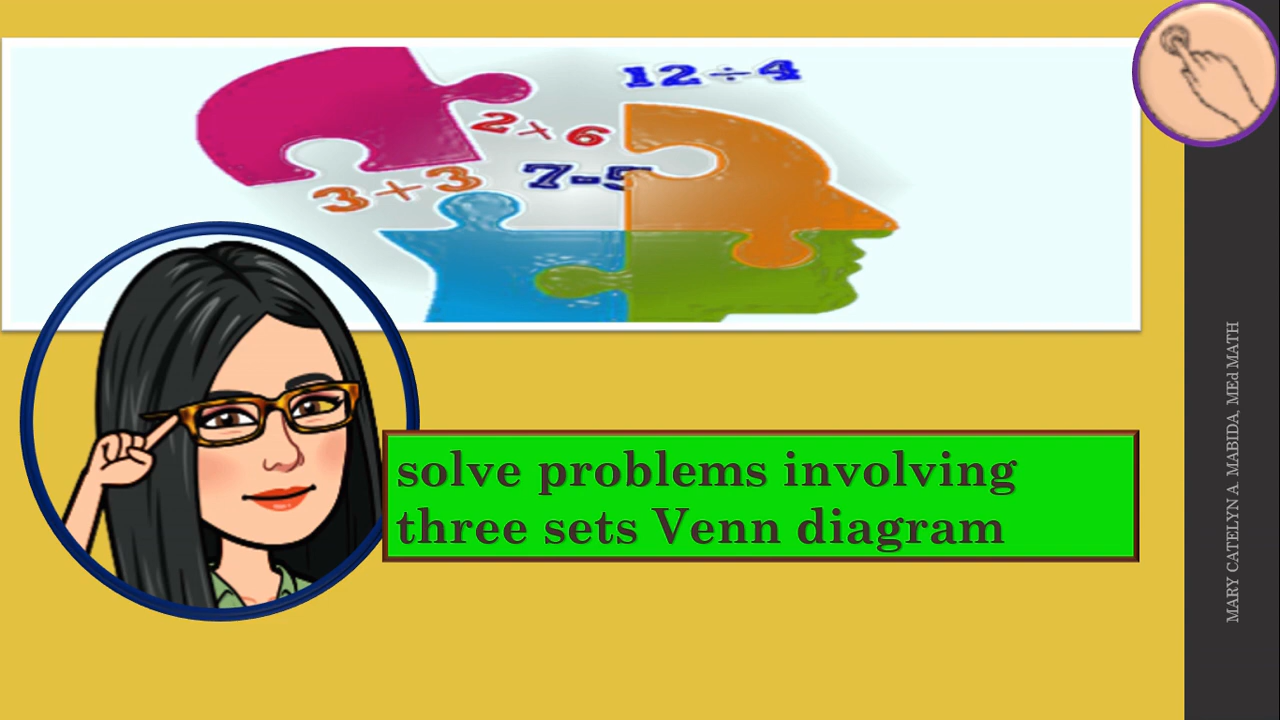 12÷4
2×6
3+3
7-5
solve problems involving
three sets Venn diagram
MARY CATELYN A. MABIDA, MEd MATH